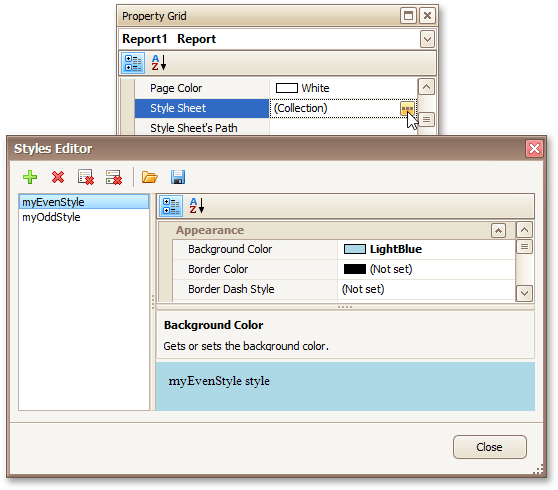 Property Grid
Report1 Report
Page Color White
Style Sheet (Collection)
Style Sheet's Path
Styles Editor
myEvenStyle
myOddStyle
Appearance
Background Color LightBlue
Border Color (Not set)
Border Dash Style (Not set)
Background Color
Gets or sets the background color.
myEvenStyle style
Close